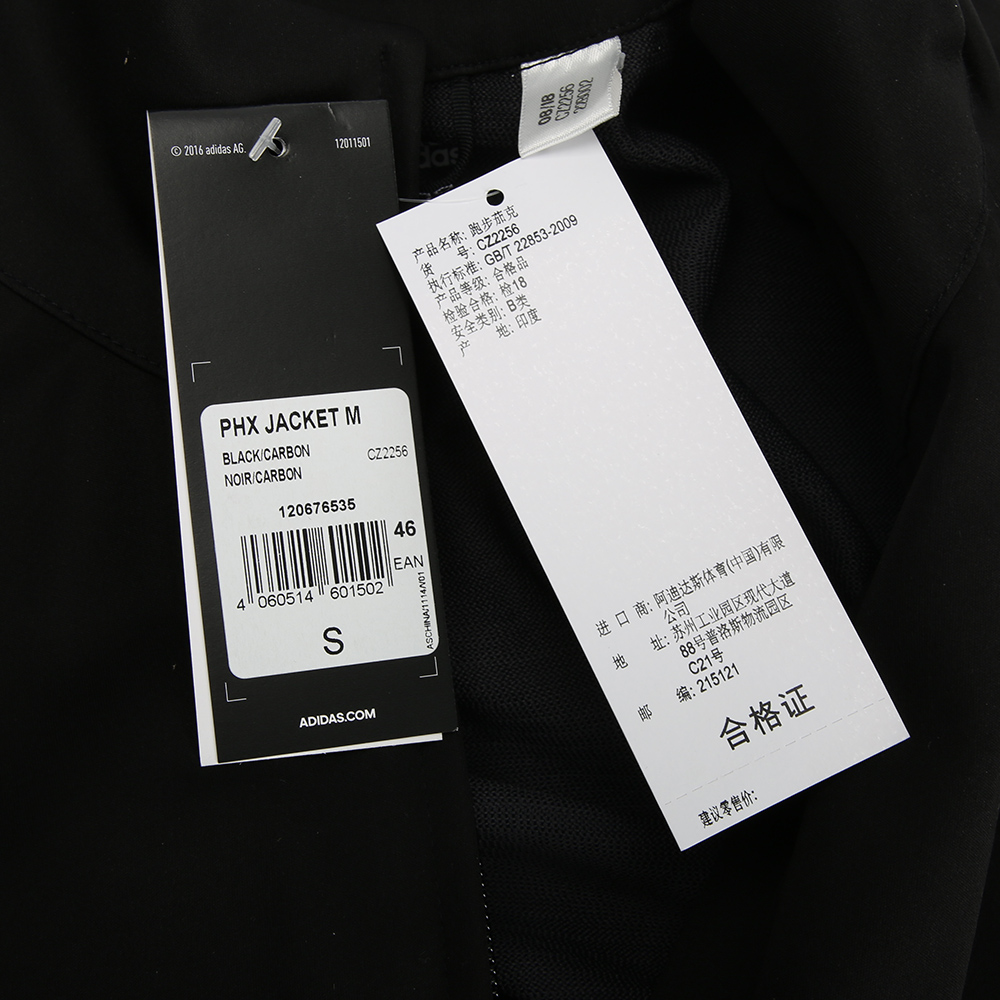 © 2016 adidas AG.
12011501
PHX JACKET M
BLACK/CARBON
CZ2256
NOIR/CARBON
120676535
46
EAN
4 060514 601502
ASCHINA/1114/V01
S
ADIDAS.COM
08/18
CZ2256
产品名称: 跑步茄克
货 号: CZ2256
执行标准: GB/T 22853-2009
产品等级: 合格品
检验合格: 检18
安全类别: B类
产 地: 印度
进 口 商: 阿迪达斯体育(中国)有限
公司
地 址: 苏州工业园区现代大道
88号普洛斯物流园区
C21号
邮 编: 215121
合格证
建议零售价: